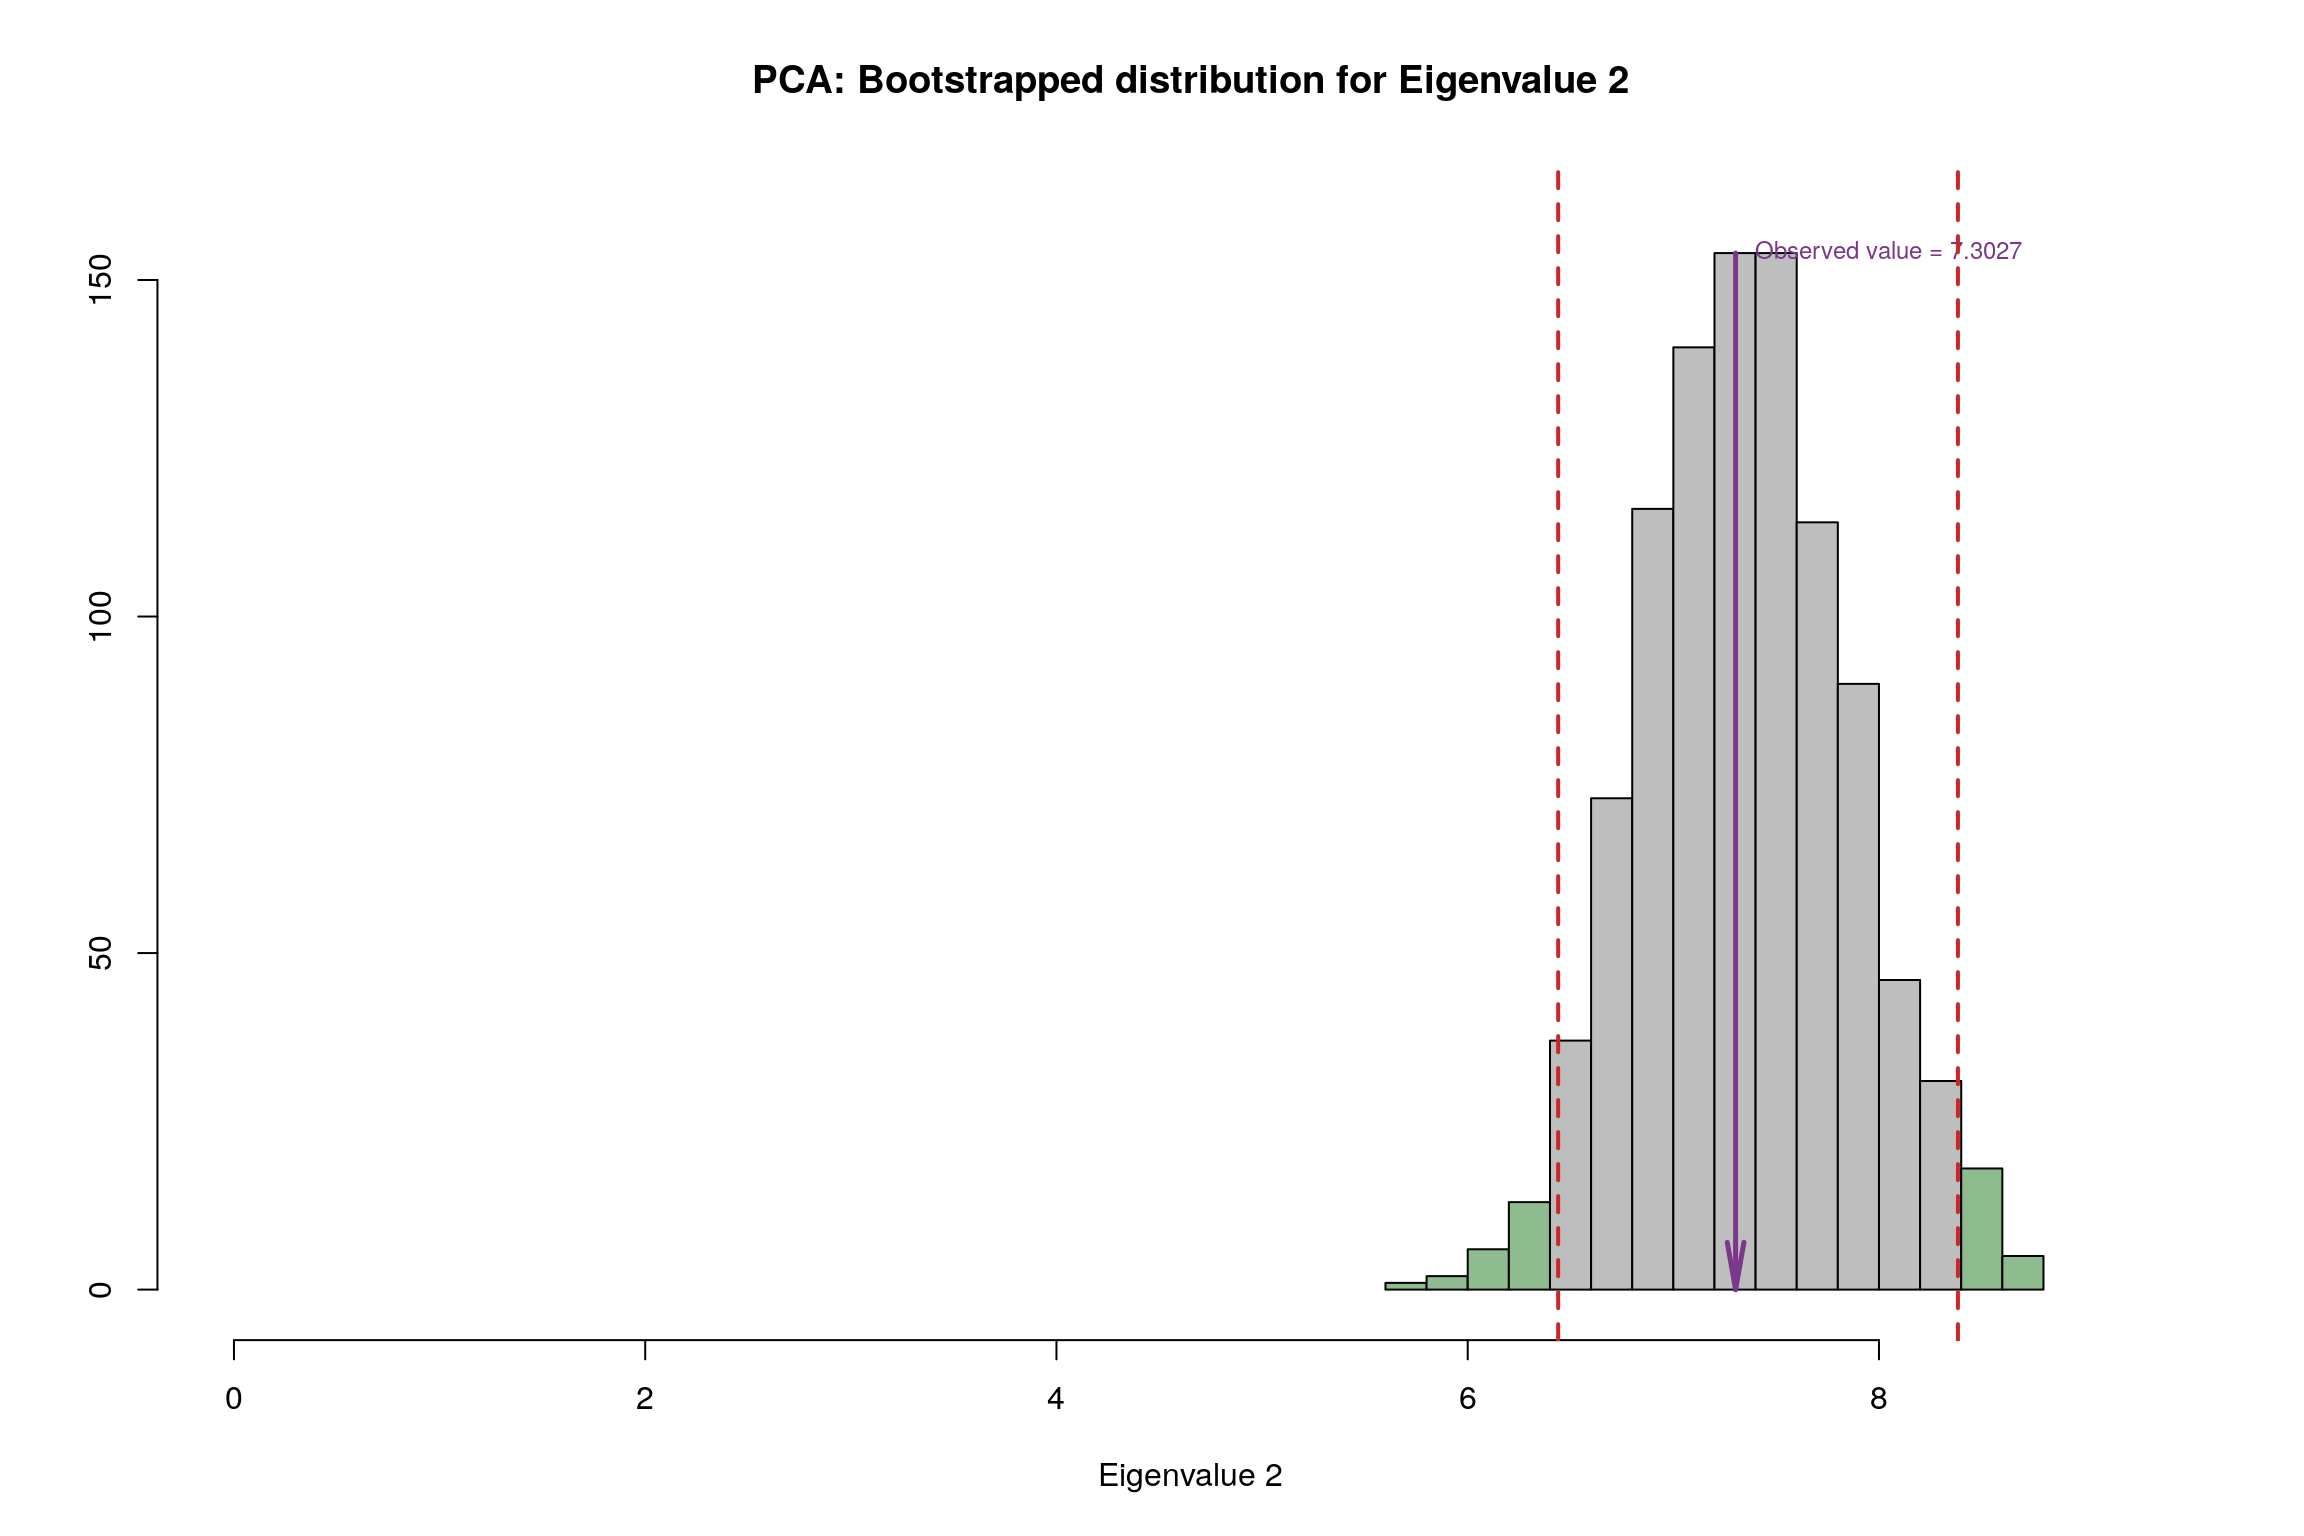 PCA: Bootstrapped distribution for Eigenvalue 2
Observed value = 7.3027
150
100
50
0
0 2 4 6 8
Eigenvalue 2